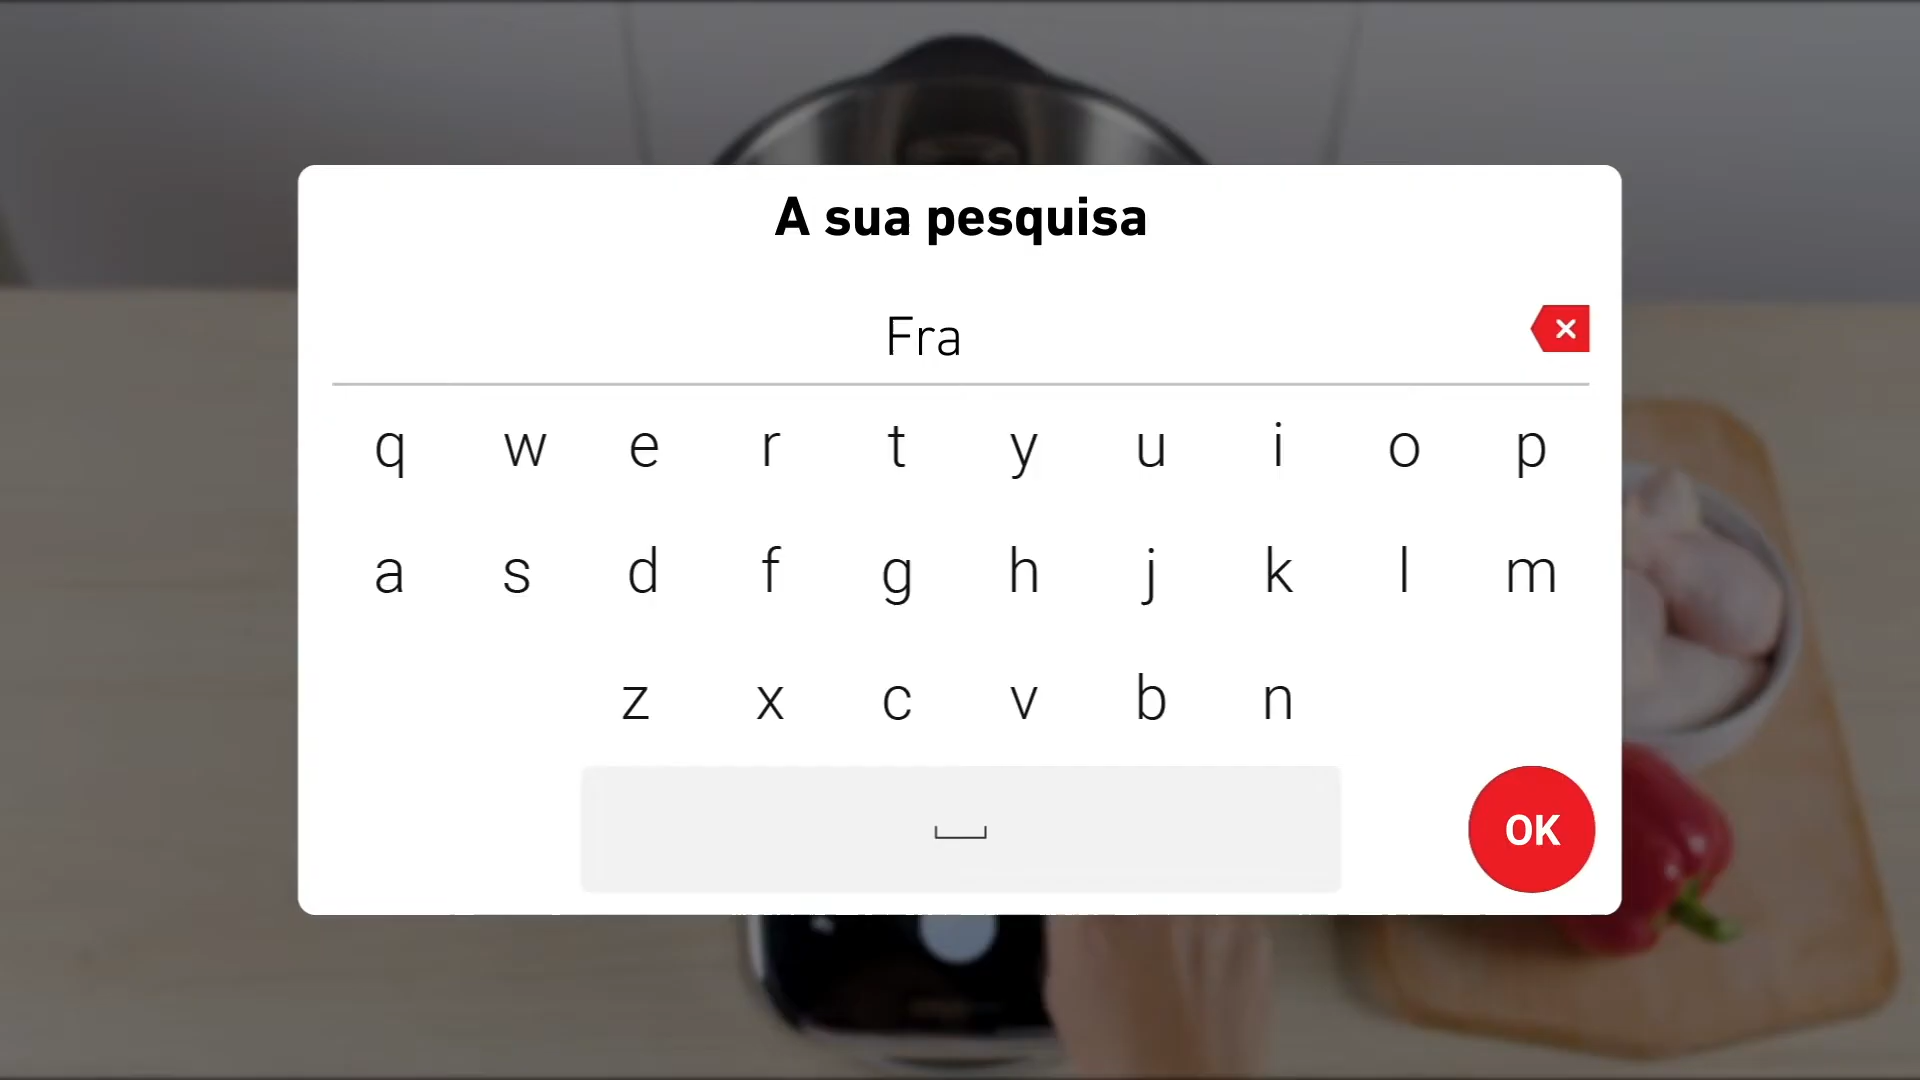 A sua pesquisa
Fra
q w e r t y u i o p
a s d f g h j k l m
z x c v b n
OK